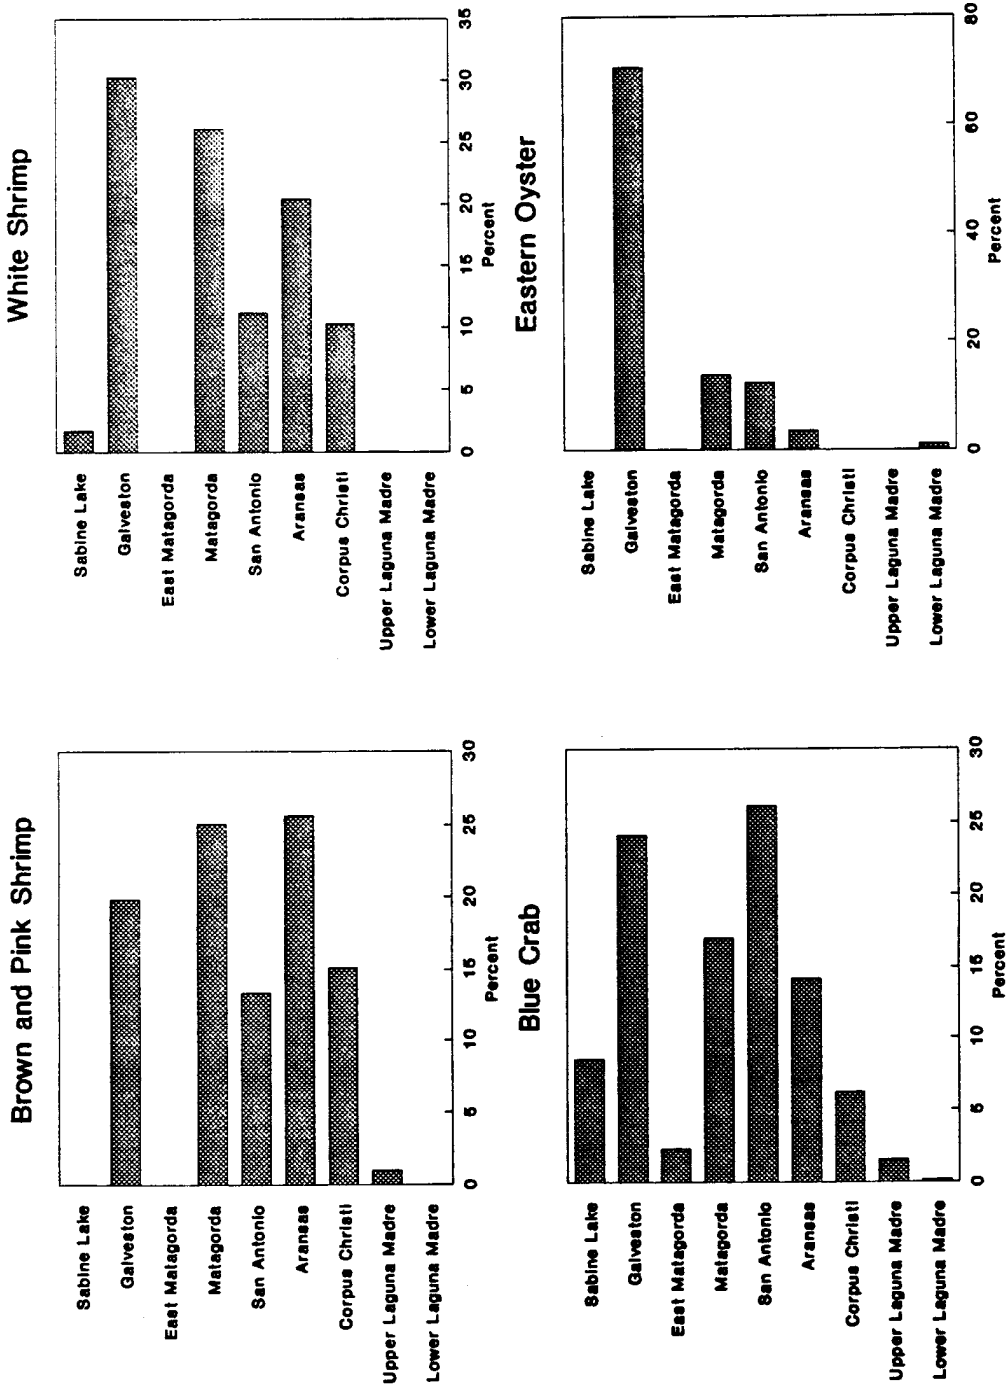 Brown and Pink Shrimp
Sabine Lake
Galveston
East Matagorda
Matagorda
San Antonio
Aransas
Corpus Christi
Upper Laguna Madre
Lower Laguna Madre
0 5 10 15 20 25 30
Percent
White Shrimp
Sabine Lake
Galveston
East Matagorda
Matagorda
San Antonio
Aransas
Corpus Christi
Upper Laguna Madre
Lower Laguna Madre
0 5 10 15 20 25 30 35
Percent
Blue Crab
Sabine Lake
Galveston
East Matagorda
Matagorda
San Antonio
Aransas
Corpus Christi
Upper Laguna Madre
Lower Laguna Madre
0 5 10 15 20 25 30
Percent
Eastern Oyster
Sabine Lake
Galveston
East Matagorda
Matagorda
San Antonio
Aransas
Corpus Christi
Upper Laguna Madre
Lower Laguna Madre
0 20 40 60 80
Percent